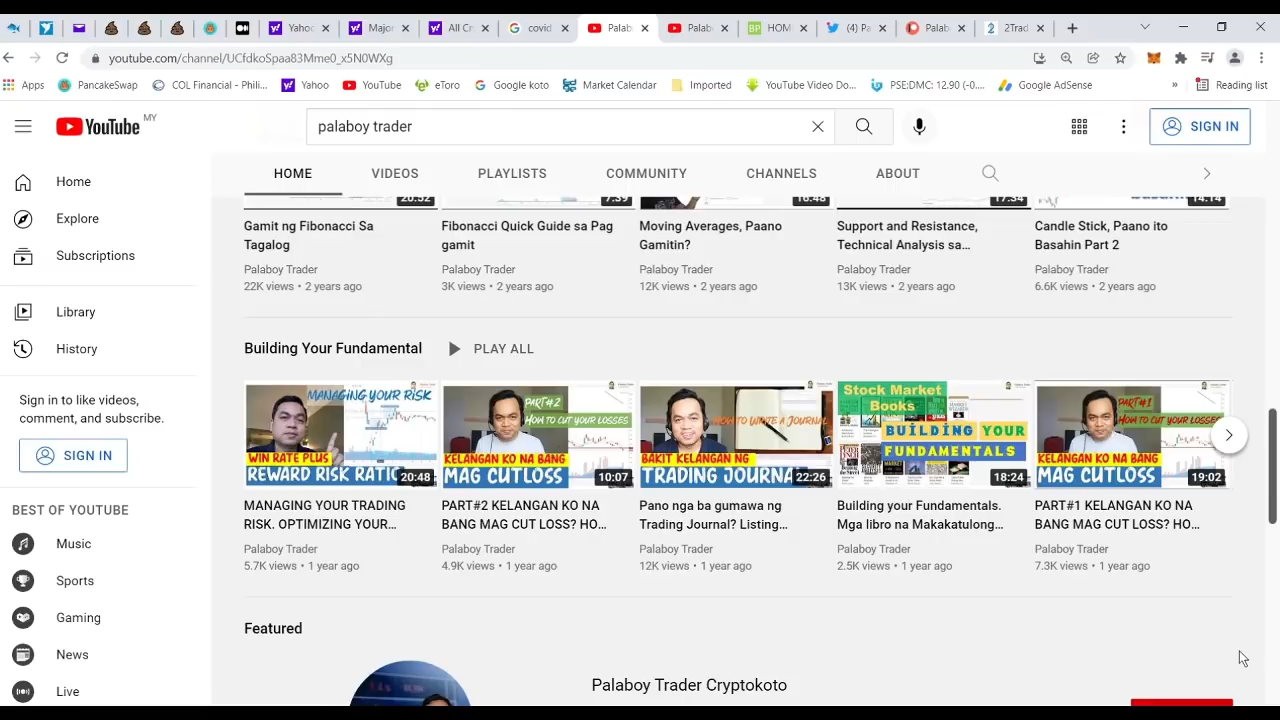 Yahoo
Major
All Cr
covid
Palab
Palab
HOM
(4) Pa
Palab
2Trad
youtube.com/channel/UCfdkoSpaa83Mme0_x5N0WXg
Apps
PancakeSwap
COL Financial - Phili...
Yahoo
YouTube
eToro
Google koto
Market Calendar
Imported
YouTube Video Do...
PSE:DMC: 12.90 (-0....
Google AdSense
»
Reading list
YouTube MY
palaboy trader
SIGN IN
HOME
VIDEOS
PLAYLISTS
COMMUNITY
CHANNELS
ABOUT
Home
Explore
Subscriptions
Library
History
Sign in to like videos,
comment, and subscribe.
SIGN IN
BEST OF YOUTUBE
Music
Sports
Gaming
News
Live
20:52
7:39
16:48
17:54
14:14
Gamit ng Fibonacci Sa
Tagalog
Palaboy Trader
22K views • 2 years ago
Fibonacci Quick Guide sa Pag
gamit
Palaboy Trader
3K views • 2 years ago
Moving Averages, Paano
Gamitin?
Palaboy Trader
12K views • 2 years ago
Support and Resistance,
Technical Analysis sa...
Palaboy Trader
13K views • 2 years ago
Candle Stick, Paano ito
Basahin Part 2
Palaboy Trader
6.6K views • 2 years ago
Building Your Fundamental
PLAY ALL
MANAGING YOUR RISK
WIN RATE PLUS
REWARD RISK RATIO
20:48
MANAGING YOUR TRADING
RISK. OPTIMIZING YOUR...
Palaboy Trader
5.7K views • 1 year ago
PART#2
HOW TO CUT YOUR LOSSES
KELANGAN KO NA BANG
MAG CUTLOSS
10:07
PART#2 KELANGAN KO NA
BANG MAG CUT LOSS? HO...
Palaboy Trader
4.9K views • 1 year ago
HOW TO WRITE A JOURNAL
BAKIT KELANGAN NG
TRADING JOURNA
22:26
Pano nga ba gumawa ng
Trading Journal? Listing...
Palaboy Trader
12K views • 1 year ago
Stock Market
Books
BUILDING YOUR
FUNDAMENTALS
18:24
Building your Fundamentals.
Mga libro na Makakatulong...
Palaboy Trader
2.5K views • 1 year ago
PART#1
HOW TO CUT YOUR LOSSES
KELANGAN KO NA BANG
MAG CUTLOSS
19:02
PART#1 KELANGAN KO NA
BANG MAG CUT LOSS? HO...
Palaboy Trader
7.3K views • 1 year ago
Featured
Palaboy Trader Cryptokoto